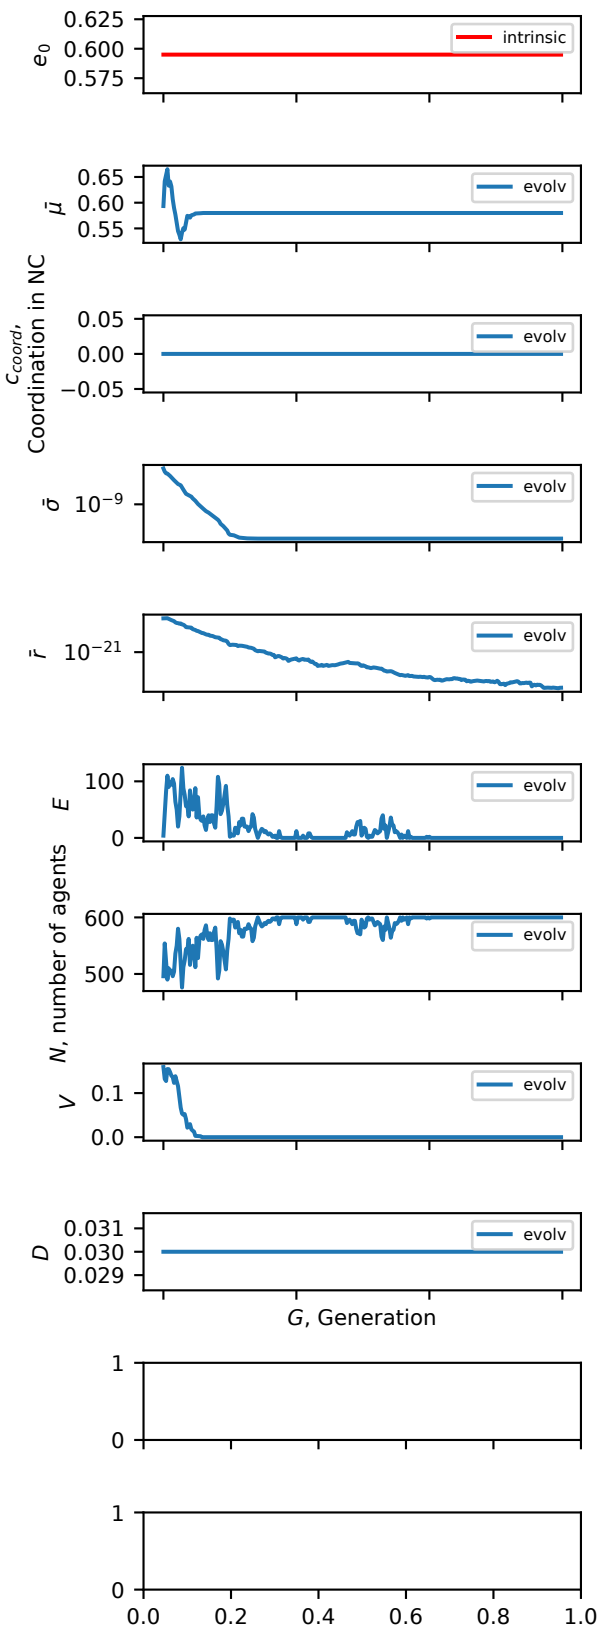 0.625
0.600
0.575
e0
intrinsic
0.65
0.60
0.55
μ̄
evolv
0.05
0.00
−0.05
c_coord,
Coordination in NC
evolv
10−9
σ̄
evolv
10−21
r̄
evolv
100
0
E
evolv
600
500
N, number of agents
evolv
0.1
0.0
V
evolv
0.031
0.030
0.029
D
evolv
G, Generation
1
0
1
0
0.0 0.2 0.4 0.6 0.8 1.0